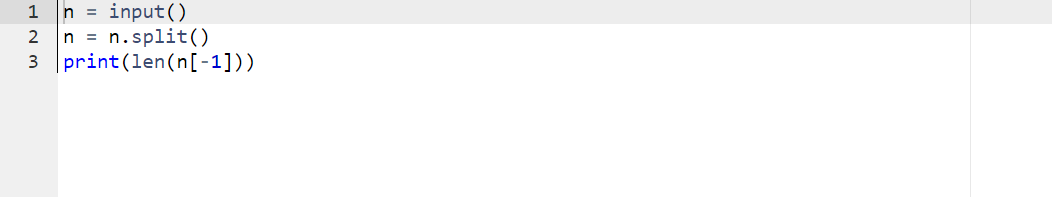 1 n = input()
2 n = n.split()
3 print(len(n[-1]))